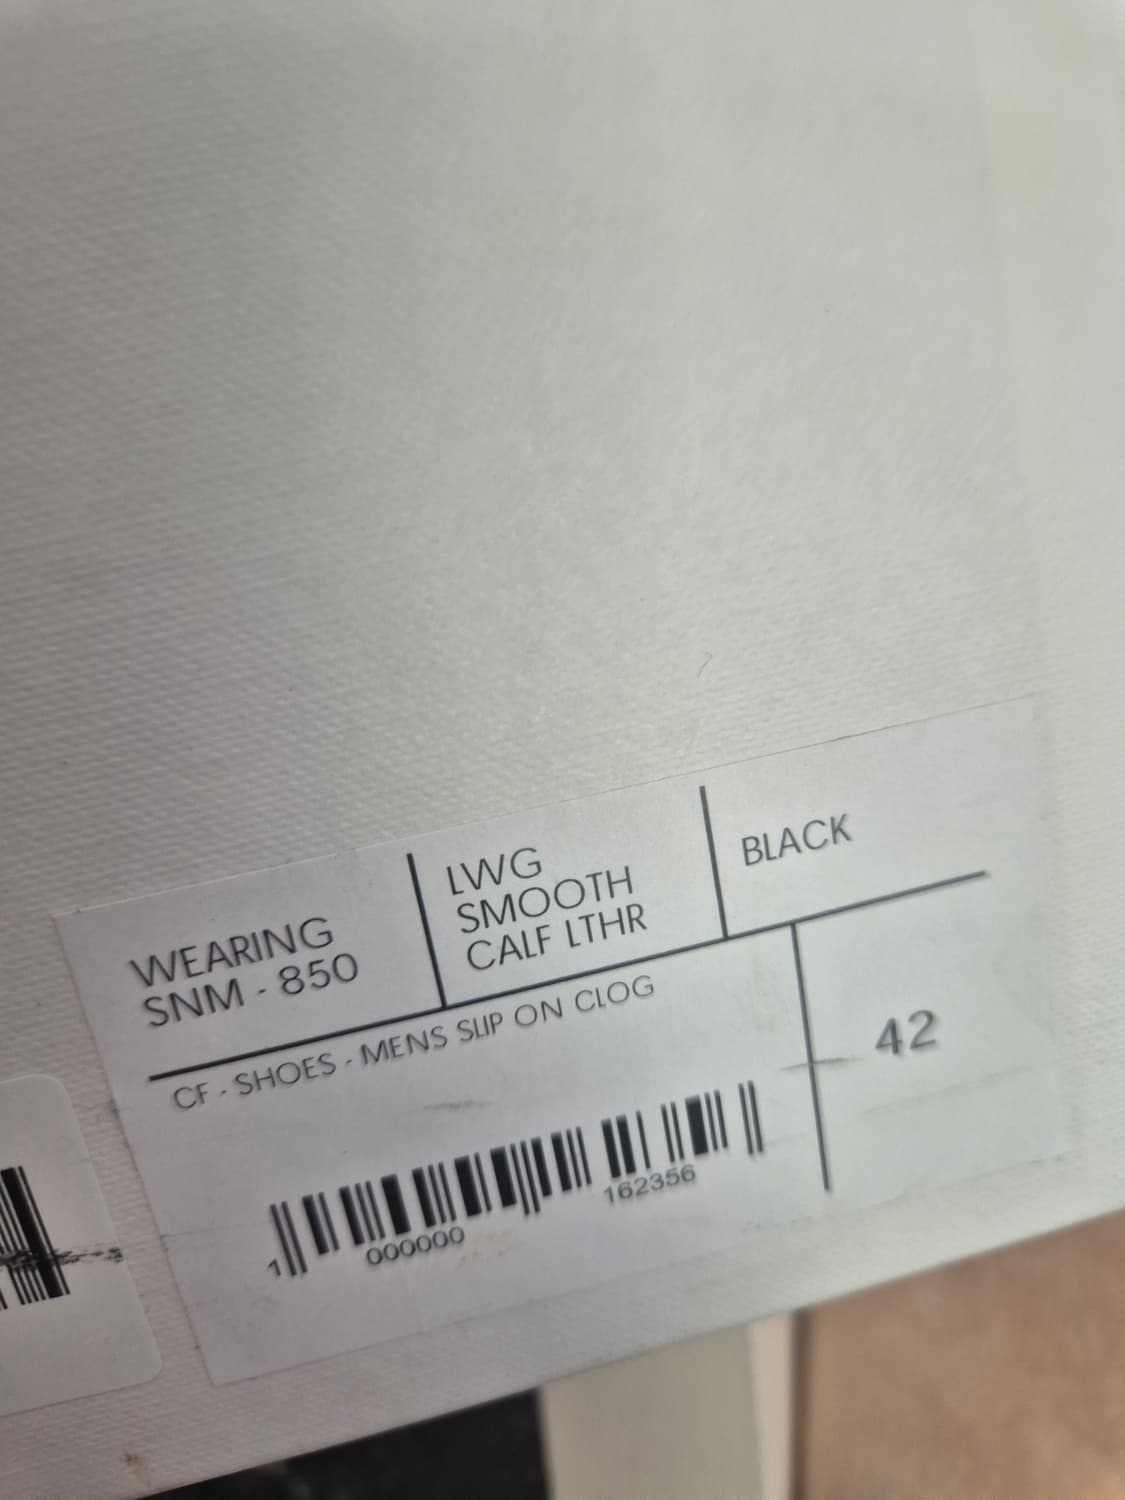 WEARING
SNM - 850
LWG
SMOOTH
CALF LTHR
BLACK
CF - SHOES - MENS SLIP ON CLOG
42
1 000000 162356